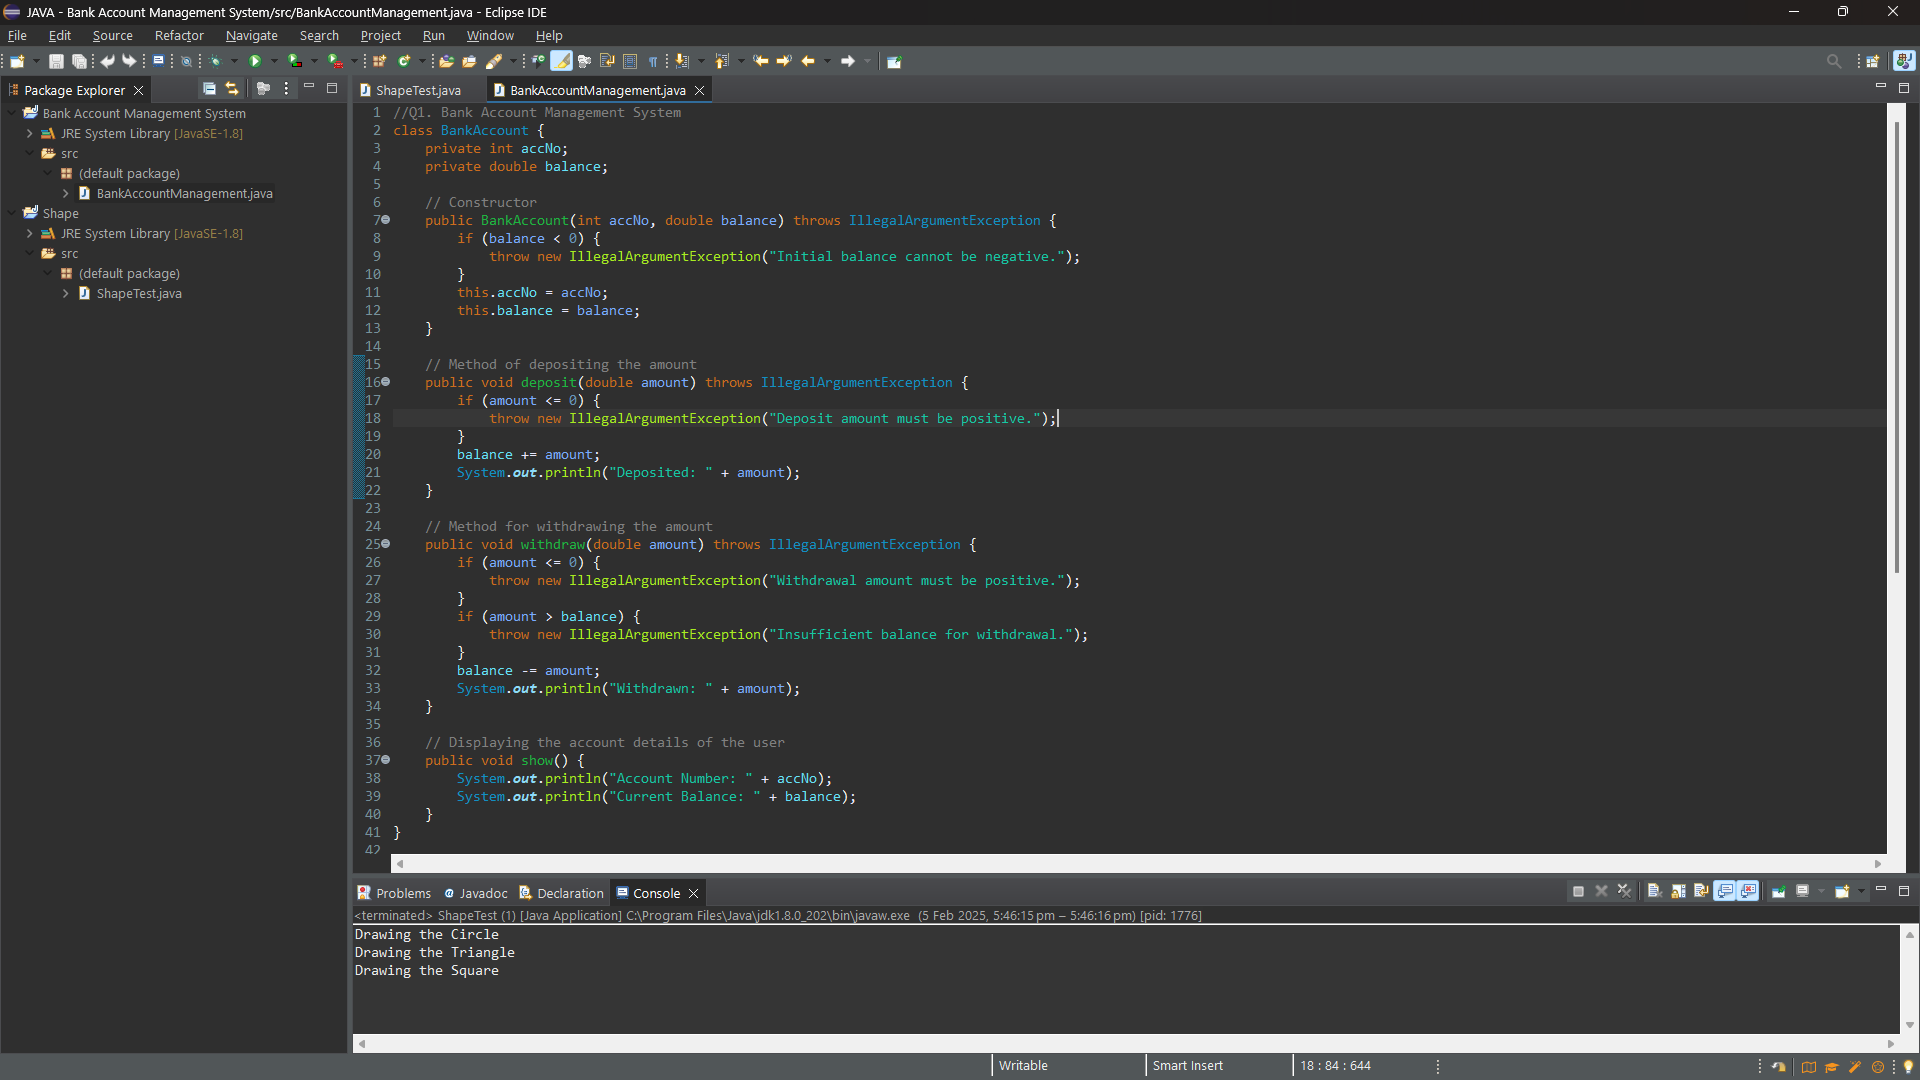 JAVA - Bank Account Management System/src/BankAccountManagement.java - Eclipse IDE
File Edit Source Refactor Navigate Search Project Run Window Help
Package Explorer
Bank Account Management System
JRE System Library [JavaSE-1.8]
src
(default package)
BankAccountManagement.java
Shape
JRE System Library [JavaSE-1.8]
src
(default package)
ShapeTest.java
ShapeTest.java BankAccountManagement.java
1 //Q1. Bank Account Management System
2 class BankAccount {
3     private int accNo;
4     private double balance;
5
6     // Constructor
7     public BankAccount(int accNo, double balance) throws IllegalArgumentException {
8         if (balance < 0) {
9             throw new IllegalArgumentException("Initial balance cannot be negative.");
10         }
11         this.accNo = accNo;
12         this.balance = balance;
13     }
14
15     // Method of depositing the amount
16     public void deposit(double amount) throws IllegalArgumentException {
17         if (amount <= 0) {
18             throw new IllegalArgumentException("Deposit amount must be positive.");
19         }
20         balance += amount;
21         System.out.println("Deposited: " + amount);
22     }
23
24     // Method for withdrawing the amount
25     public void withdraw(double amount) throws IllegalArgumentException {
26         if (amount <= 0) {
27             throw new IllegalArgumentException("Withdrawal amount must be positive.");
28         }
29         if (amount > balance) {
30             throw new IllegalArgumentException("Insufficient balance for withdrawal.");
31         }
32         balance -= amount;
33         System.out.println("Withdrawn: " + amount);
34     }
35
36     // Displaying the account details of the user
37     public void show() {
38         System.out.println("Account Number: " + accNo);
39         System.out.println("Current Balance: " + balance);
40     }
41 }
42
Problems Javadoc Declaration Console
<terminated> ShapeTest (1) [Java Application] C:\Program Files\Java\jdk1.8.0_202\bin\javaw.exe (5 Feb 2025, 5:46:15 pm – 5:46:16 pm) [pid: 1776]
Drawing the Circle
Drawing the Triangle
Drawing the Square
Writable Smart Insert 18 : 84 : 644